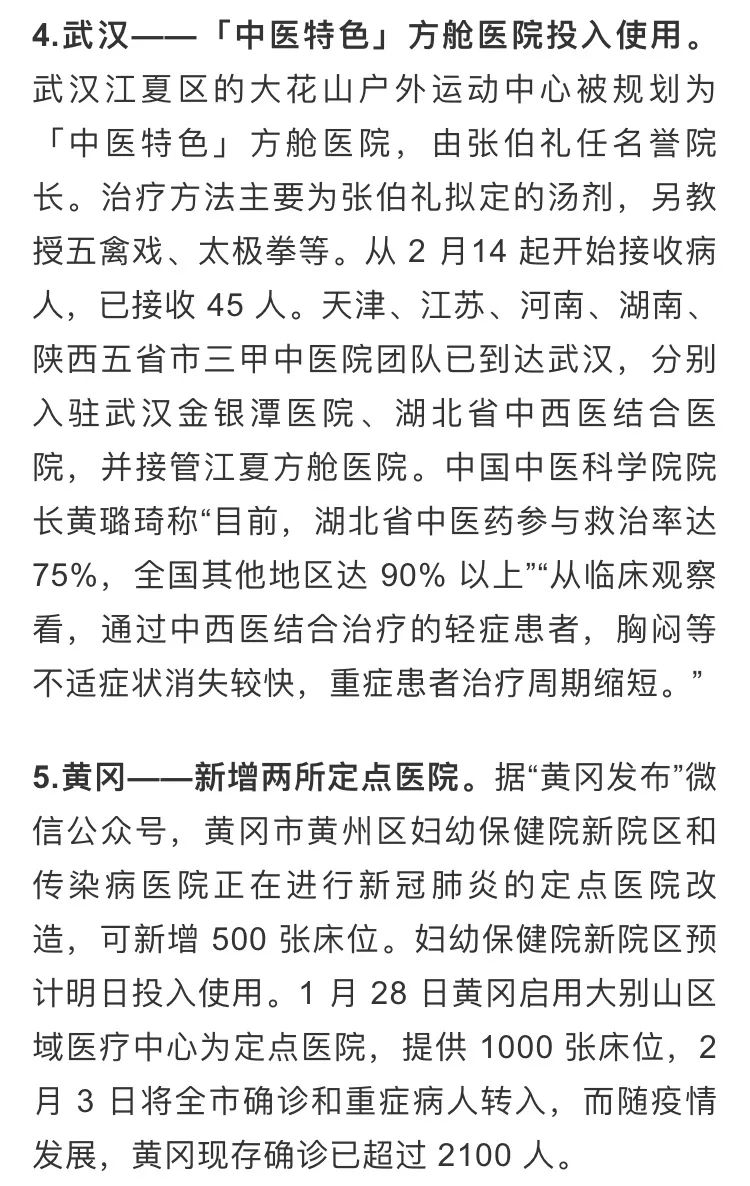 4.武汉——「中医特色」方舱医院投入使用。
武汉江夏区的大花山户外运动中心被规划为
「中医特色」方舱医院，由张伯礼任名誉院
长。治疗方法主要为张伯礼拟定的汤剂，另教
授五禽戏、太极拳等。从 2 月14 起开始接收病
人，已接收 45 人。天津、江苏、河南、湖南、
陕西五省市三甲中医院团队已到达武汉，分别
入驻武汉金银潭医院、湖北省中西医结合医
院，并接管江夏方舱医院。中国中医科学院院
长黄璐琦称“目前，湖北省中医药参与救治率达
75%，全国其他地区达 90% 以上”“从临床观察
看，通过中西医结合治疗的轻症患者，胸闷等
不适症状消失较快，重症患者治疗周期缩短。”
5.黄冈——新增两所定点医院。据“黄冈发布”微
信公众号，黄冈市黄州区妇幼保健院新院区和
传染病医院正在进行新冠肺炎的定点医院改
造，可新增 500 张床位。妇幼保健院新院区预
计明日投入使用。1 月 28 日黄冈启用大别山区
域医疗中心为定点医院，提供 1000 张床位，2
月 3 日将全市确诊和重症病人转入，而随疫情
发展，黄冈现存确诊已超过 2100 人。